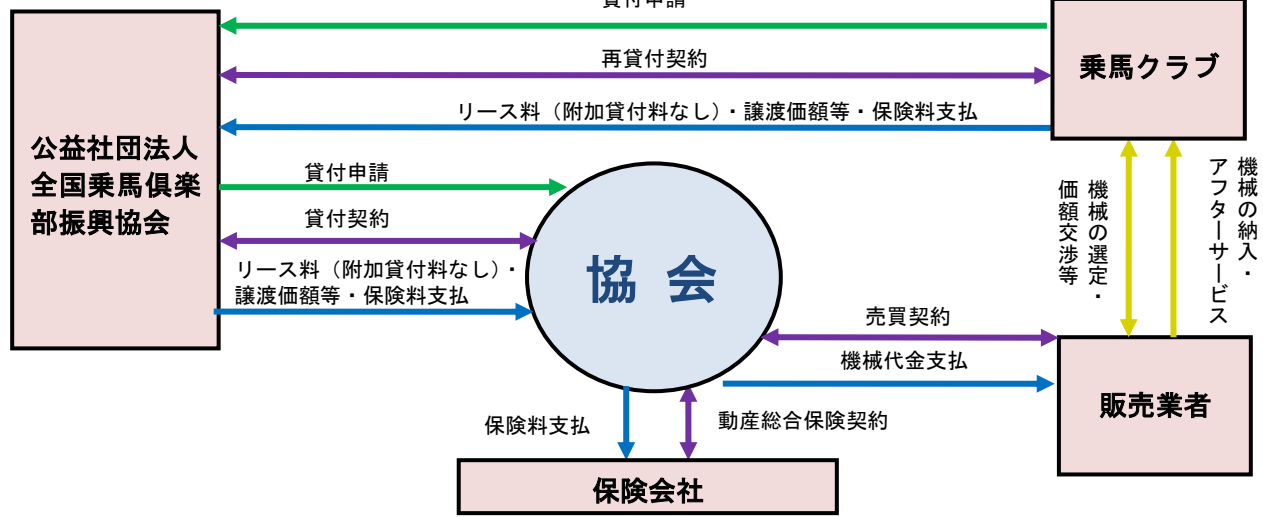 貸付申請
再貸付契約
乗馬クラブ
リース料（附加貸付料なし）・譲渡価額等・保険料支払
公益社団法人
全国乗馬俱楽
部振興協会
貸付申請
貸付契約
リース料（附加貸付料なし）・
譲渡価額等・保険料支払
協 会
機械の選定・
価額交渉等
機械の納入・
アフターサービス
売買契約
機械代金支払
販売業者
保険料支払
動産総合保険契約
保険会社